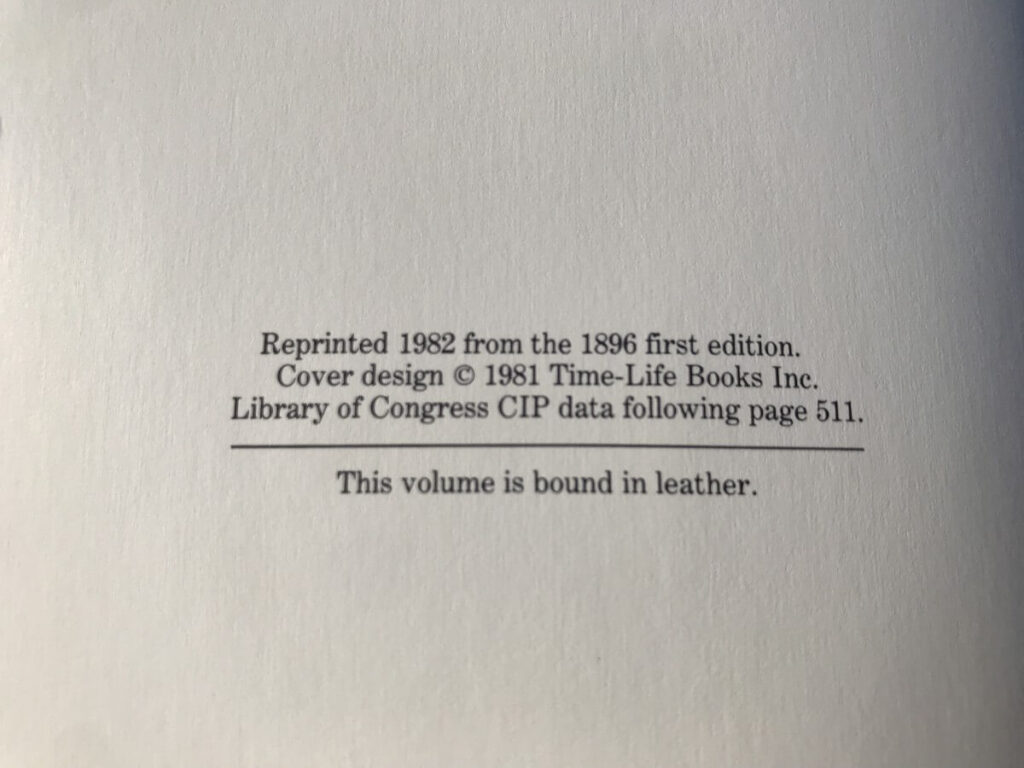 Reprinted 1982 from the 1896 first edition.
Cover design © 1981 Time-Life Books Inc.
Library of Congress CIP data following page 511.
This volume is bound in leather.